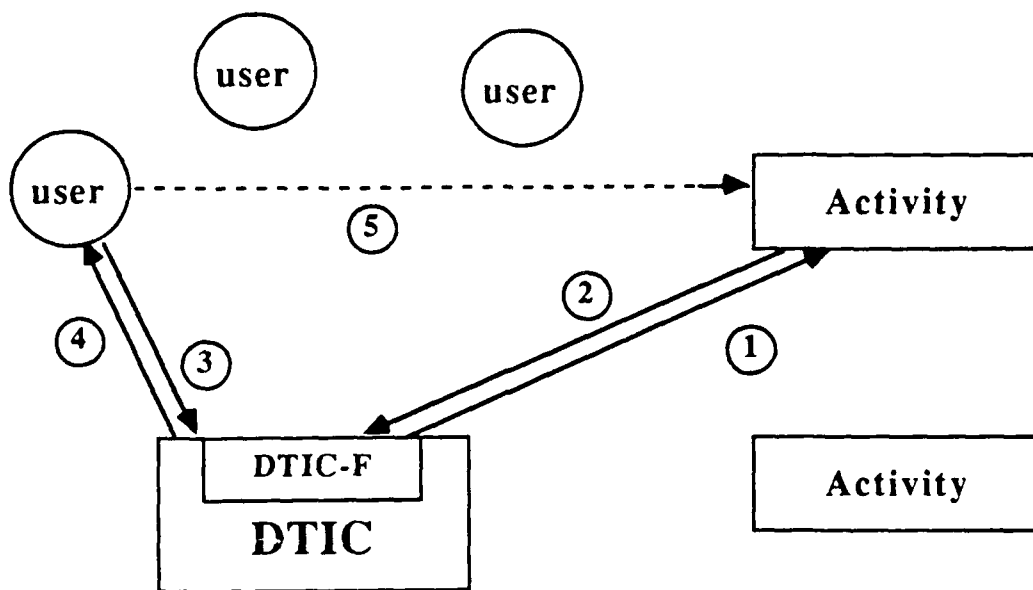 user
user
user
Activity
5
2
1
4
3
DTIC-F
DTIC
Activity